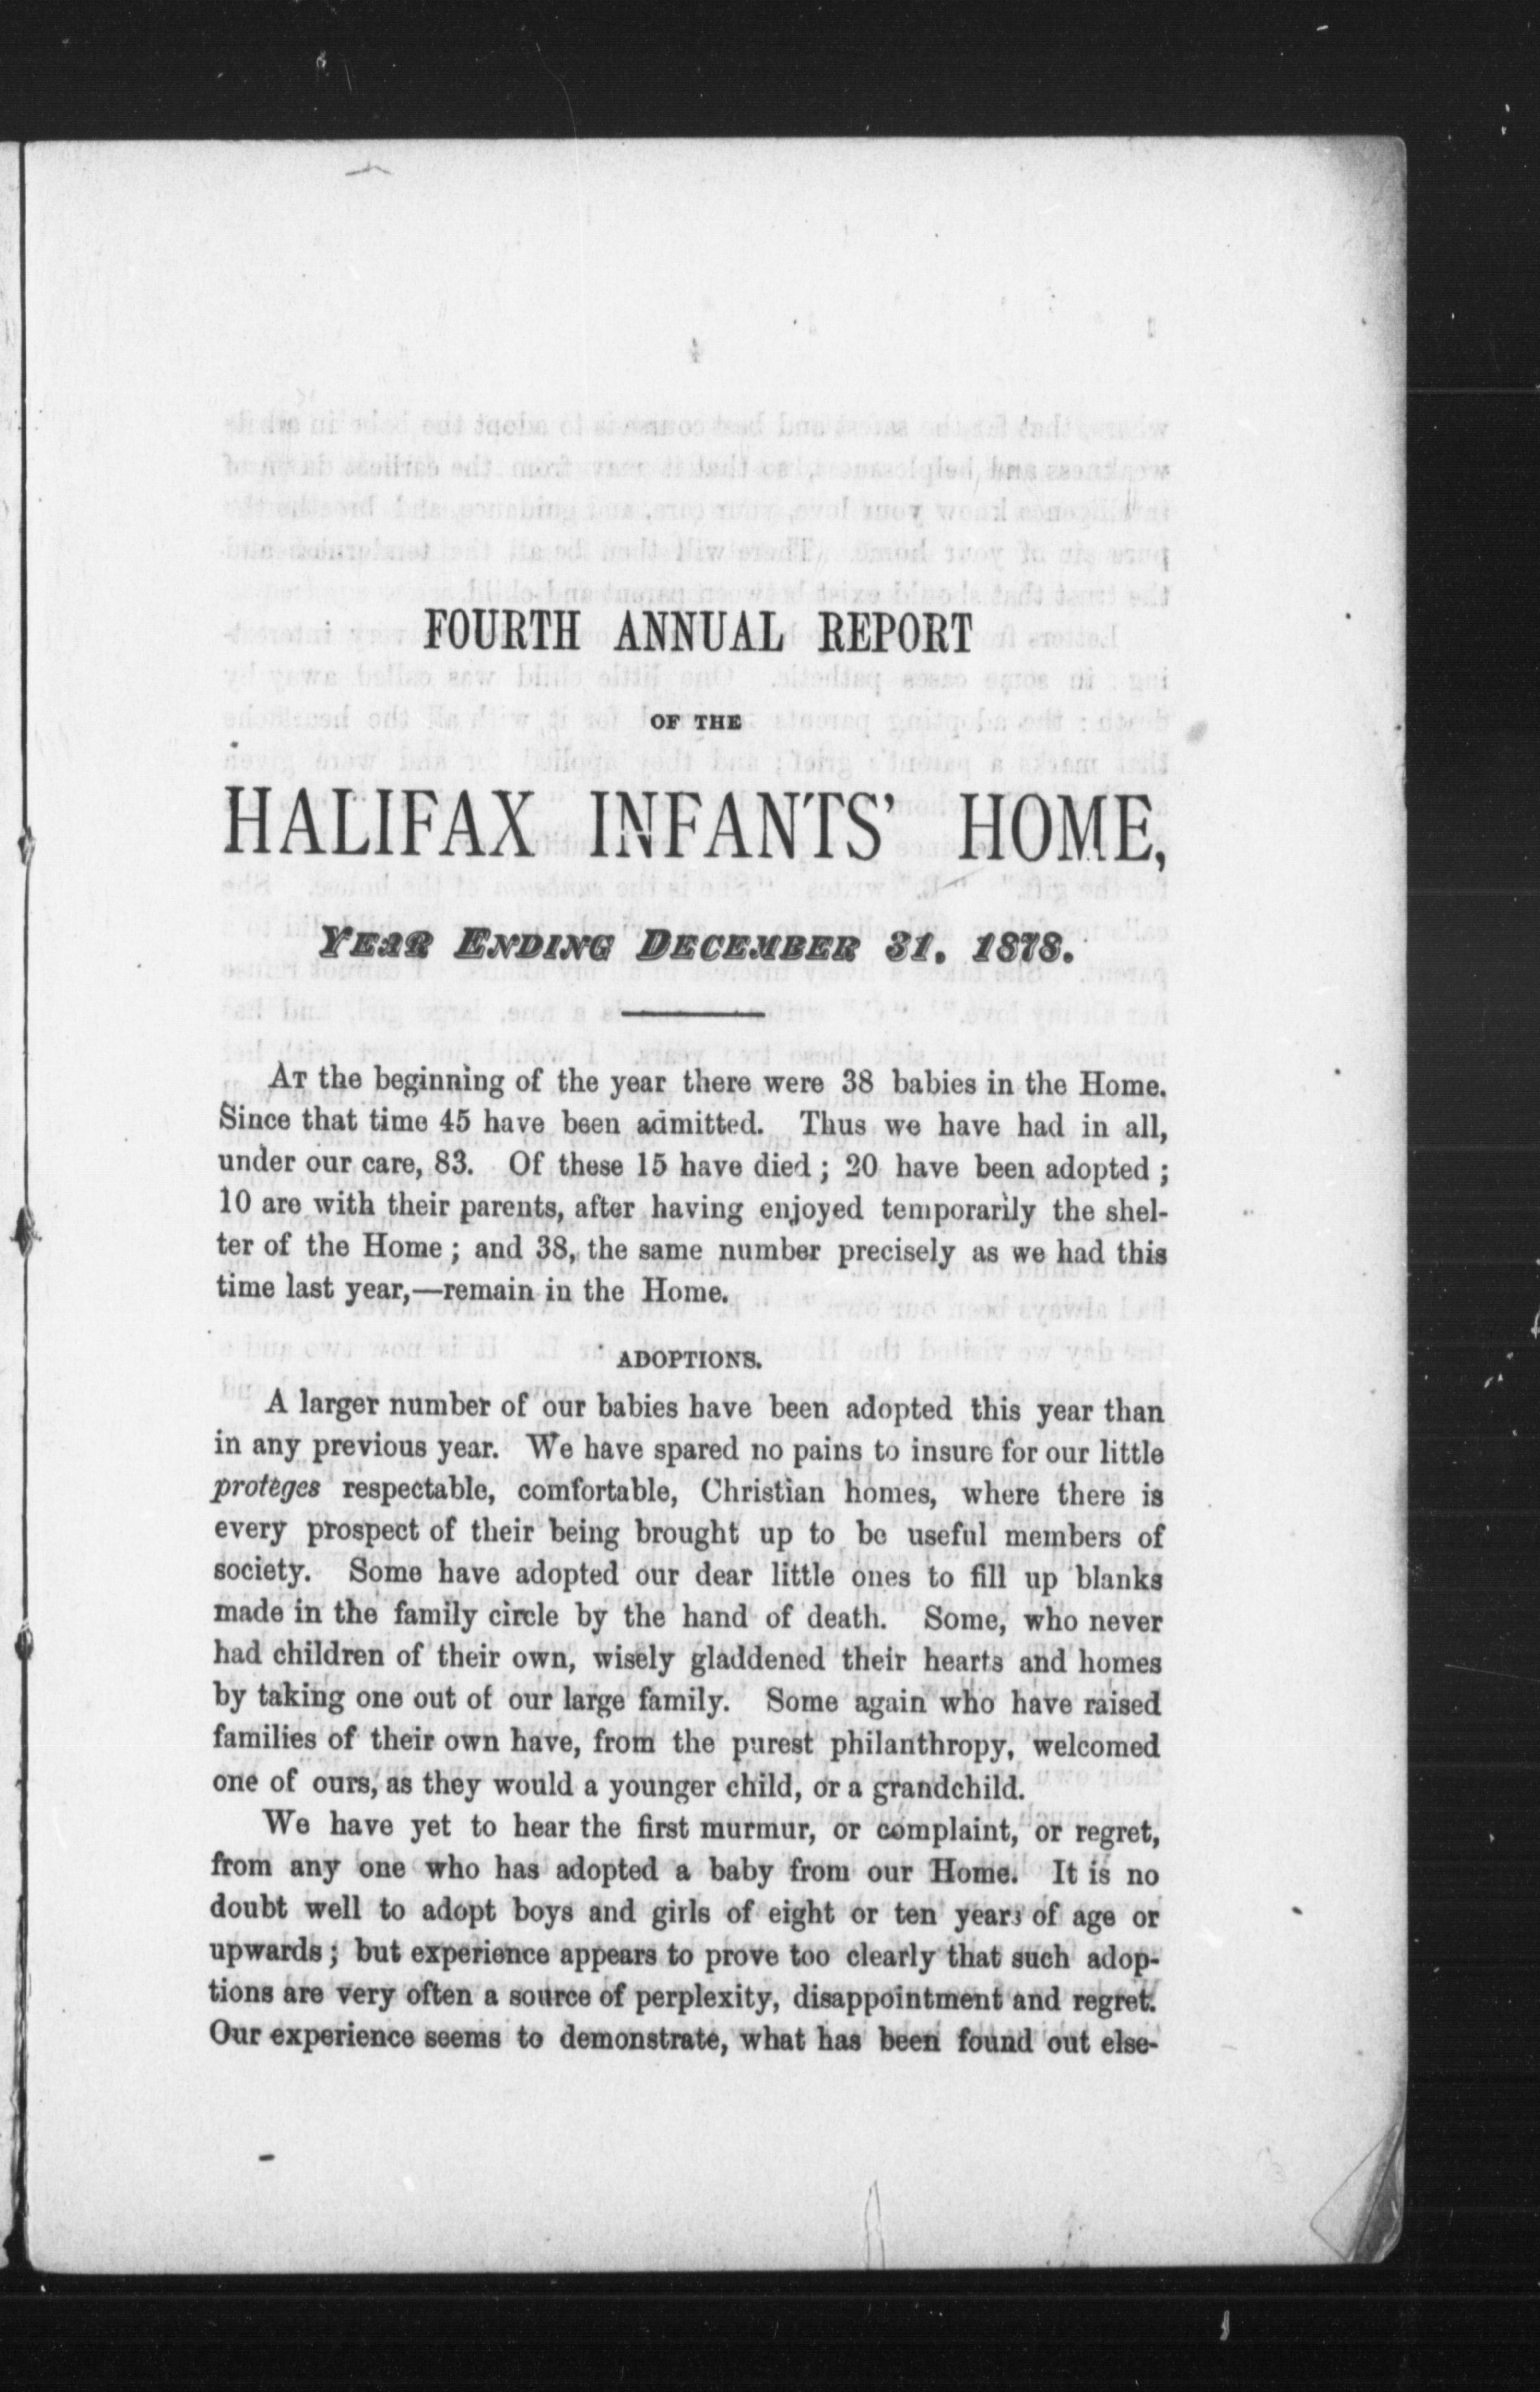 FOURTH ANNUAL REPORT
OF THE
HALIFAX INFANTS' HOME,
YEAR ENDING DECEMBER 31. 1878.
AT the beginning of the year there were 38 babies in the Home.
Since that time 45 have been admitted. Thus we have had in all,
under our care, 83. Of these 15 have died; 20 have been adopted;
10 are with their parents, after having enjoyed temporarily the shel-
ter of the Home; and 38, the same number precisely as we had this
time last year,—remain in the Home.
ADOPTIONS.
A larger number of our babies have been adopted this year than
in any previous year. We have spared no pains to insure for our little
protèges respectable, comfortable, Christian homes, where there is
every prospect of their being brought up to be useful members of
society. Some have adopted our dear little ones to fill up blanks
made in the family circle by the hand of death. Some, who never
had children of their own, wisely gladdened their hearts and homes
by taking one out of our large family. Some again who have raised
families of their own have, from the purest philanthropy, welcomed
one of ours, as they would a younger child, or a grandchild.
We have yet to hear the first murmur, or complaint, or regret,
from any one who has adopted a baby from our Home. It is no
doubt well to adopt boys and girls of eight or ten years of age or
upwards; but experience appears to prove too clearly that such adop-
tions are very often a source of perplexity, disappointment and regret.
Our experience seems to demonstrate, what has been found out else-